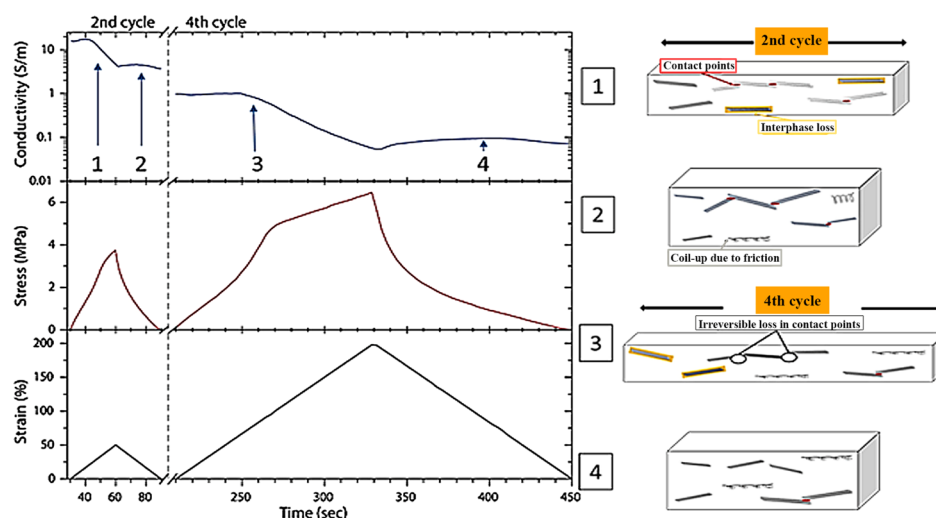 2nd cycle
4th cycle
Conductivity (S/m)
10
1
0.1
0.01
1
2
3
4
Stress (MPa)
6
4
2
0
Strain (%)
200
150
100
50
0
40
60
80
250
300
350
400
450
Time (sec)
2nd cycle
1
Contact points
Interphase loss
2
Coil-up due to friction
4th cycle
Irreversible loss in contact points
3
4